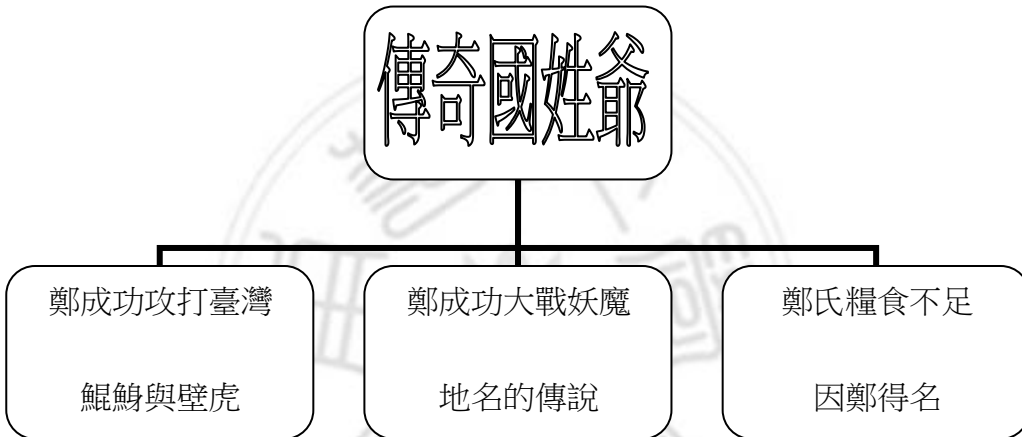 傳奇國姓爺
鄭成功攻打臺灣
鯤鯓與壁虎
鄭成功大戰妖魔
地名的傳說
鄭氏糧食不足
因鄭得名